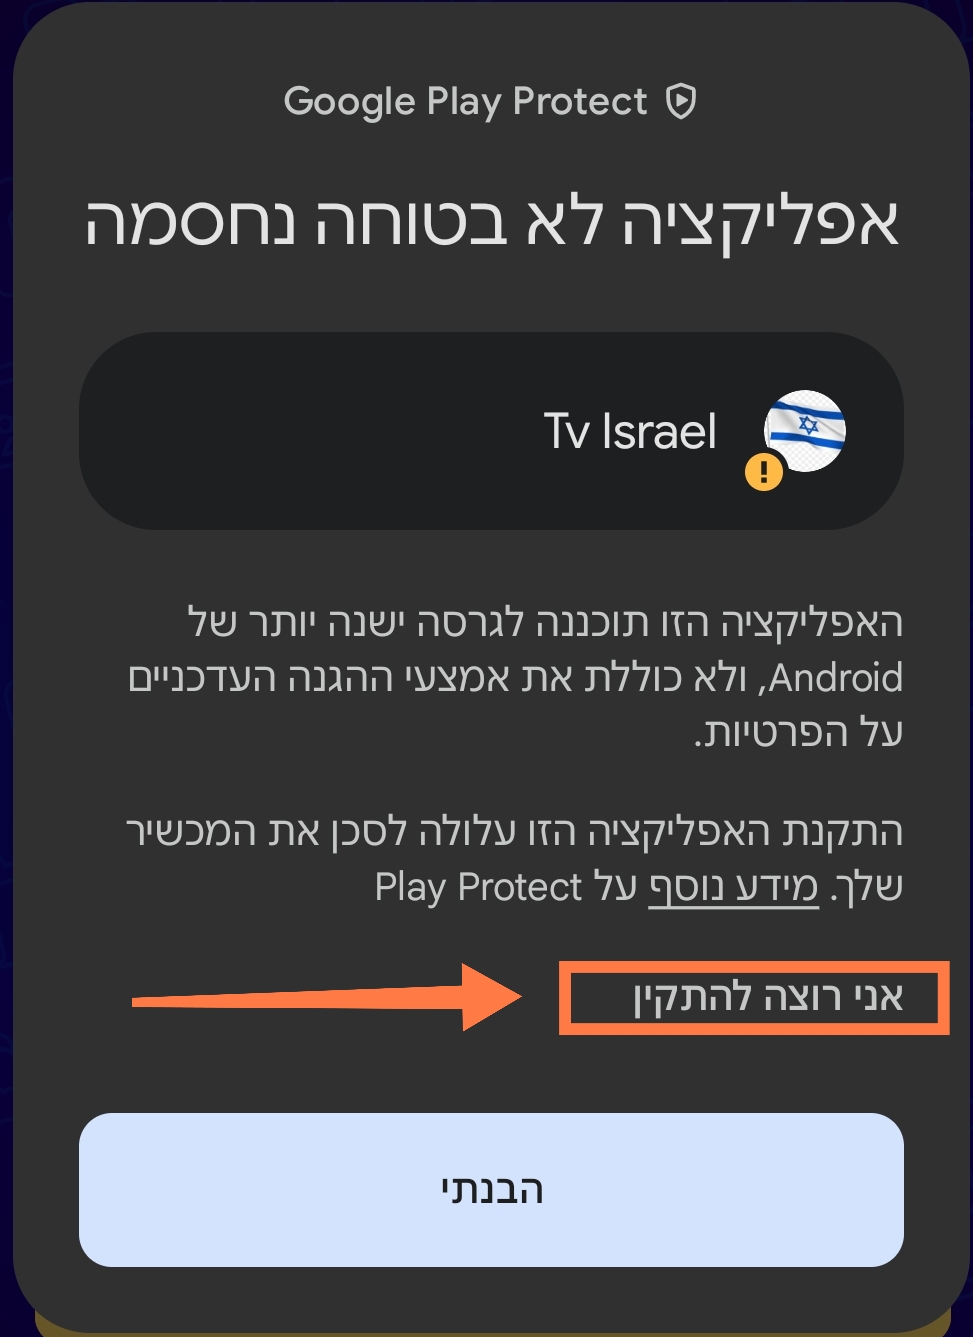 Google Play Protect
אפליקציה לא בטוחה נחסמה
Tv Israel
האפליקציה הזו תוכננה לגרסה ישנה יותר של
Android, ולא כוללת את אמצעי ההגנה העדכניים
על הפרטיות.
התקנת האפליקציה הזו עלולה לסכן את המכשיר
שלך. מידע נוסף על Play Protect
אני רוצה להתקין
הבנתי